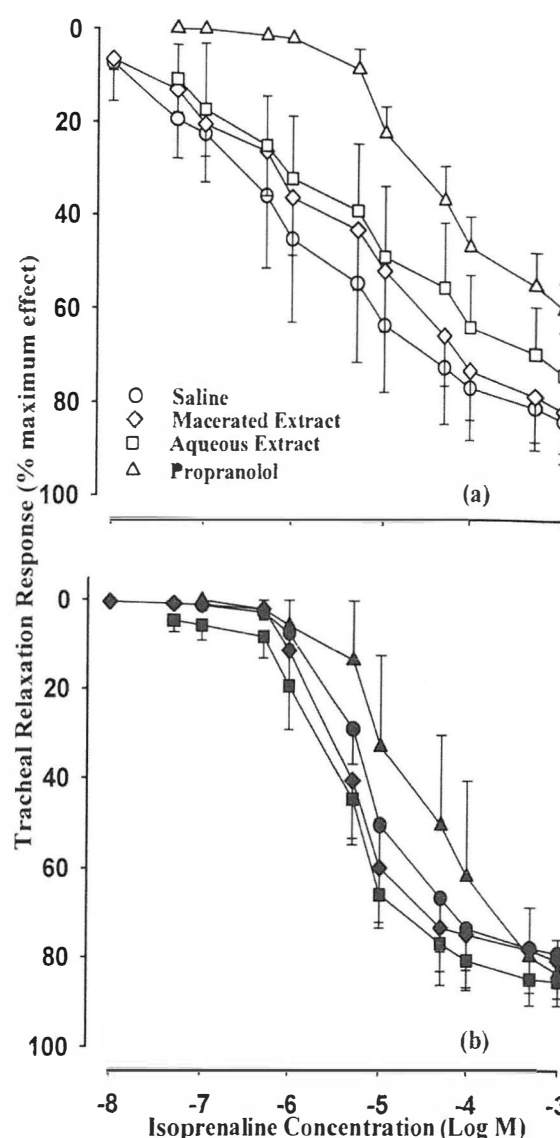 Tracheal Relaxation Response (% maximum effect)
0
20
40
60
80
100
Saline
Macerated Extract
Aqueous Extract
Propranolol
(a)
0
20
40
60
80
100
(b)
-8 -7 -6 -5 -4 -3
Isoprenaline Concentration (Log M)